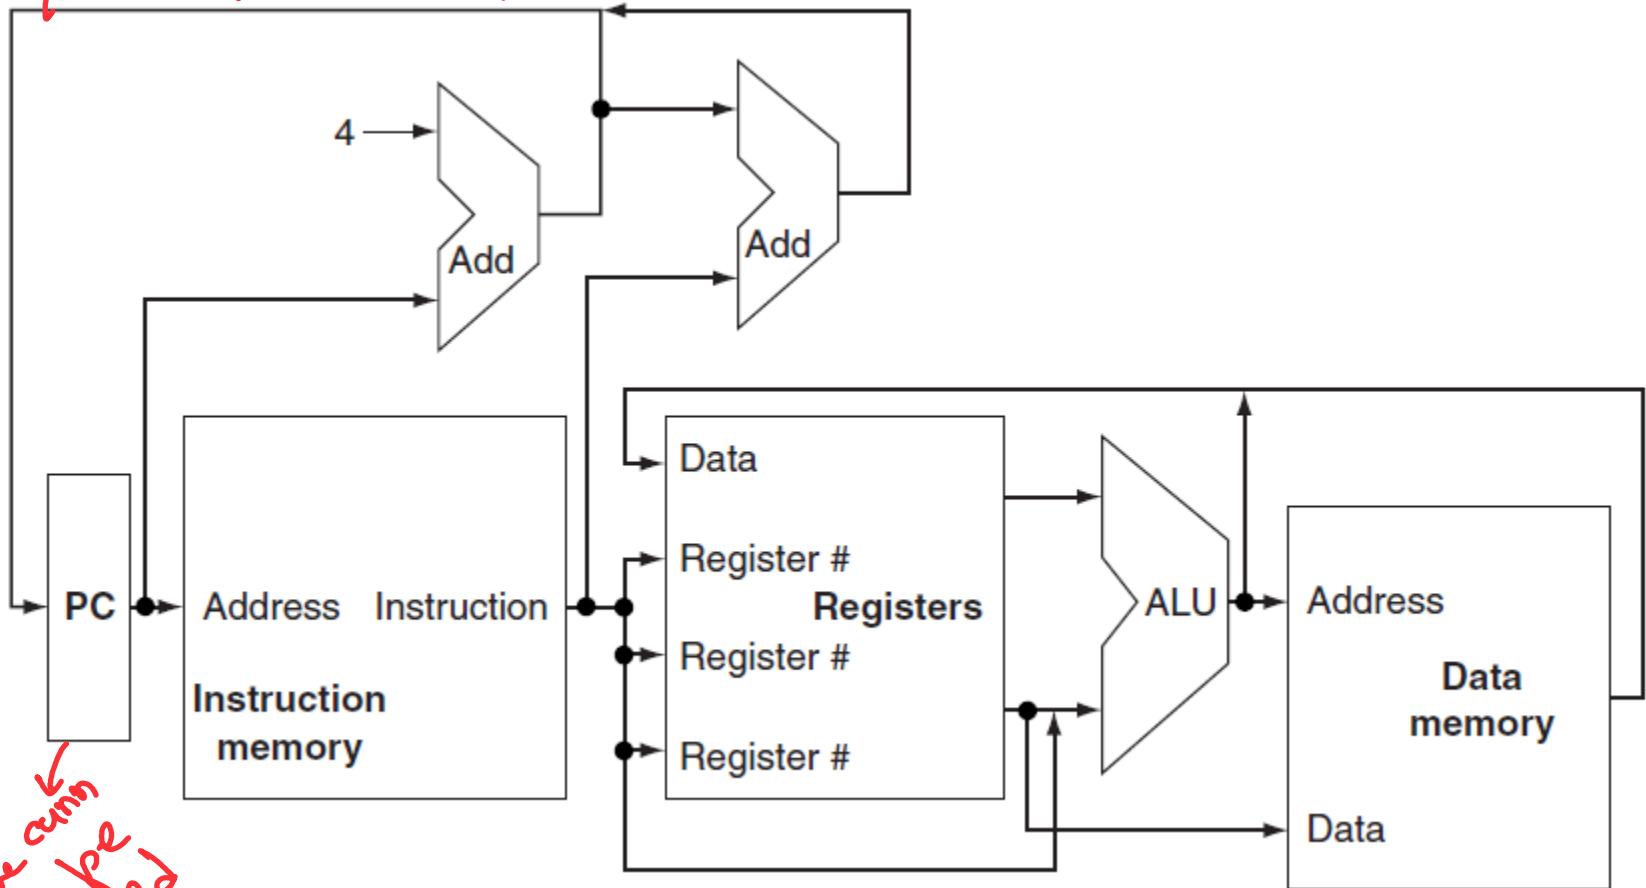 4
Add
Add
Data
Register #
PC
Address
Instruction
Registers
ALU
Address
Register #
Instruction
memory
Data
memory
Register #
Data